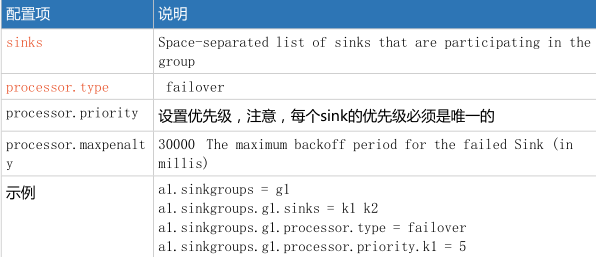 配置项 说明
sinks Space-separated list of sinks that are participating in the
group
processor.type failover
processor.priority 设置优先级，注意，每个sink的优先级必须是唯一的
processor.maxpenalt 30000 The maximum backoff period for the failed Sink (in
y millis)
示例 a1.sinkgroups = g1
a1.sinkgroups.g1.sinks = k1 k2
a1.sinkgroups.g1.processor.type = failover
a1.sinkgroups.g1.processor.priority.k1 = 5